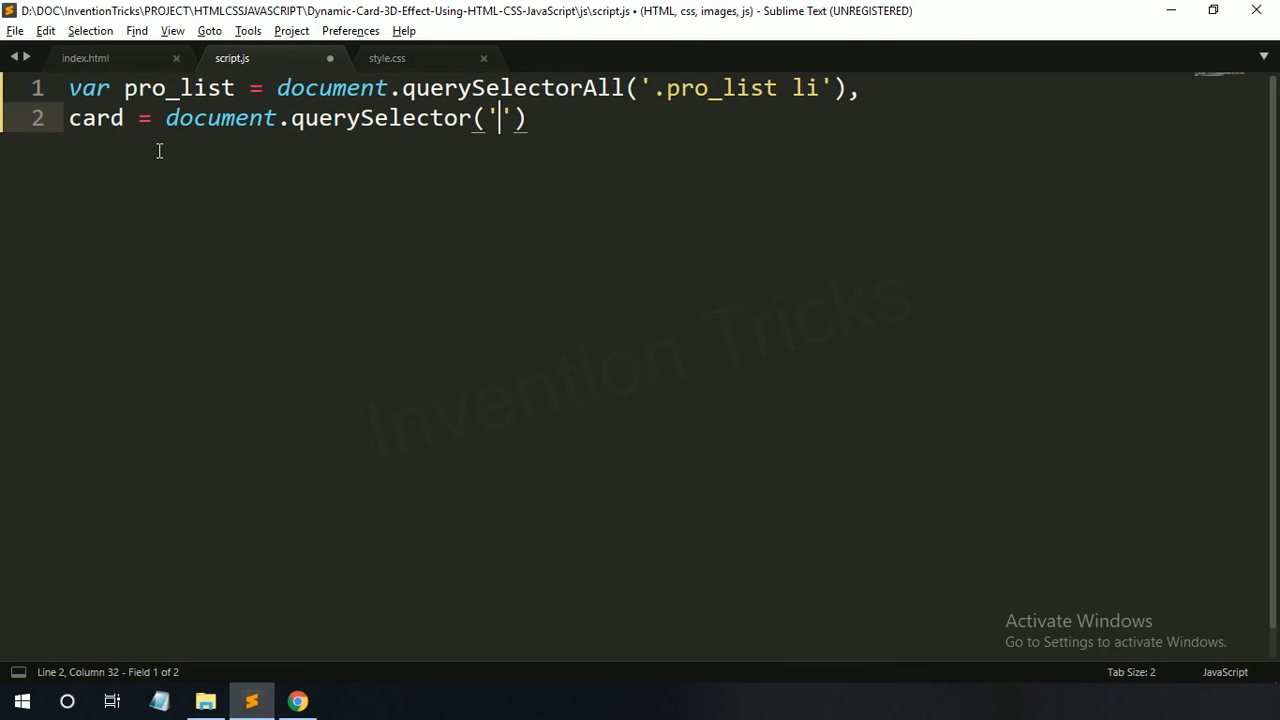 D:\DOC\InventionTricks\PROJECT\HTMLCSSJAVASCRIPT\Dynamic-Card-3D-Effect-Using-HTML-CSS-JavaScript\js\script.js • (HTML, css, images, js) - Sublime Text (UNREGISTERED)
File Edit Selection Find View Goto Tools Project Preferences Help
index.html script.js style.css
1 var pro_list = document.querySelectorAll('.pro_list li'),
2 card = document.querySelector('')
Invention Tricks
Activate Windows
Go to Settings to activate Windows.
Line 2, Column 32 - Field 1 of 2 Tab Size: 2 JavaScript